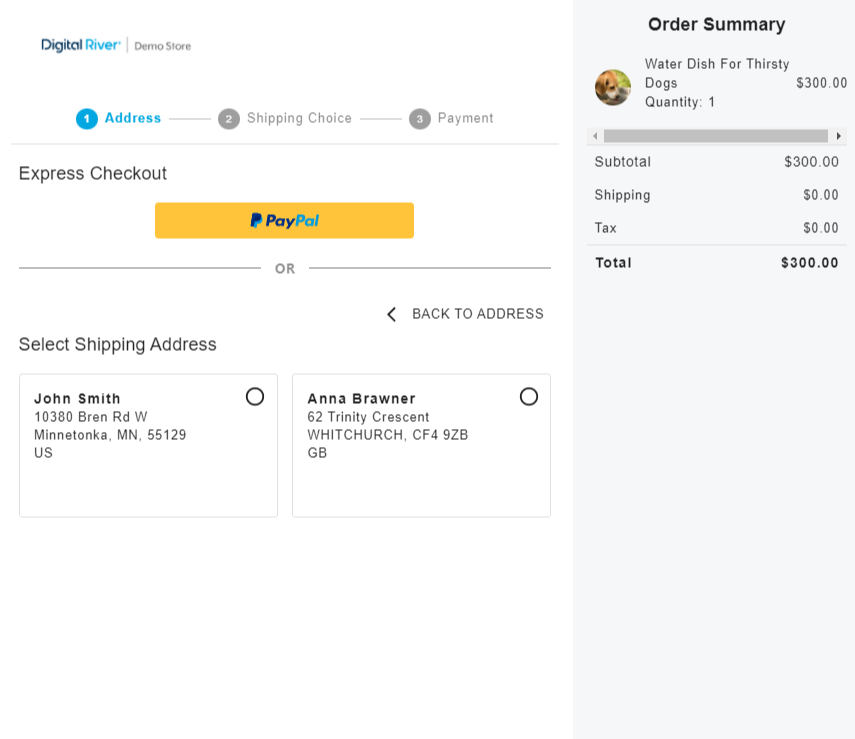 Digital River Demo Store
1 Address 2 Shipping Choice 3 Payment
Express Checkout
PayPal
OR
BACK TO ADDRESS
Select Shipping Address
John Smith
10380 Bren Rd W
Minnetonka, MN, 55129
US
Anna Brawner
62 Trinity Crescent
WHITCHURCH, CF4 9ZB
GB
Order Summary
Water Dish For Thirsty
Dogs $300.00
Quantity: 1
Subtotal $300.00
Shipping $0.00
Tax $0.00
Total $300.00